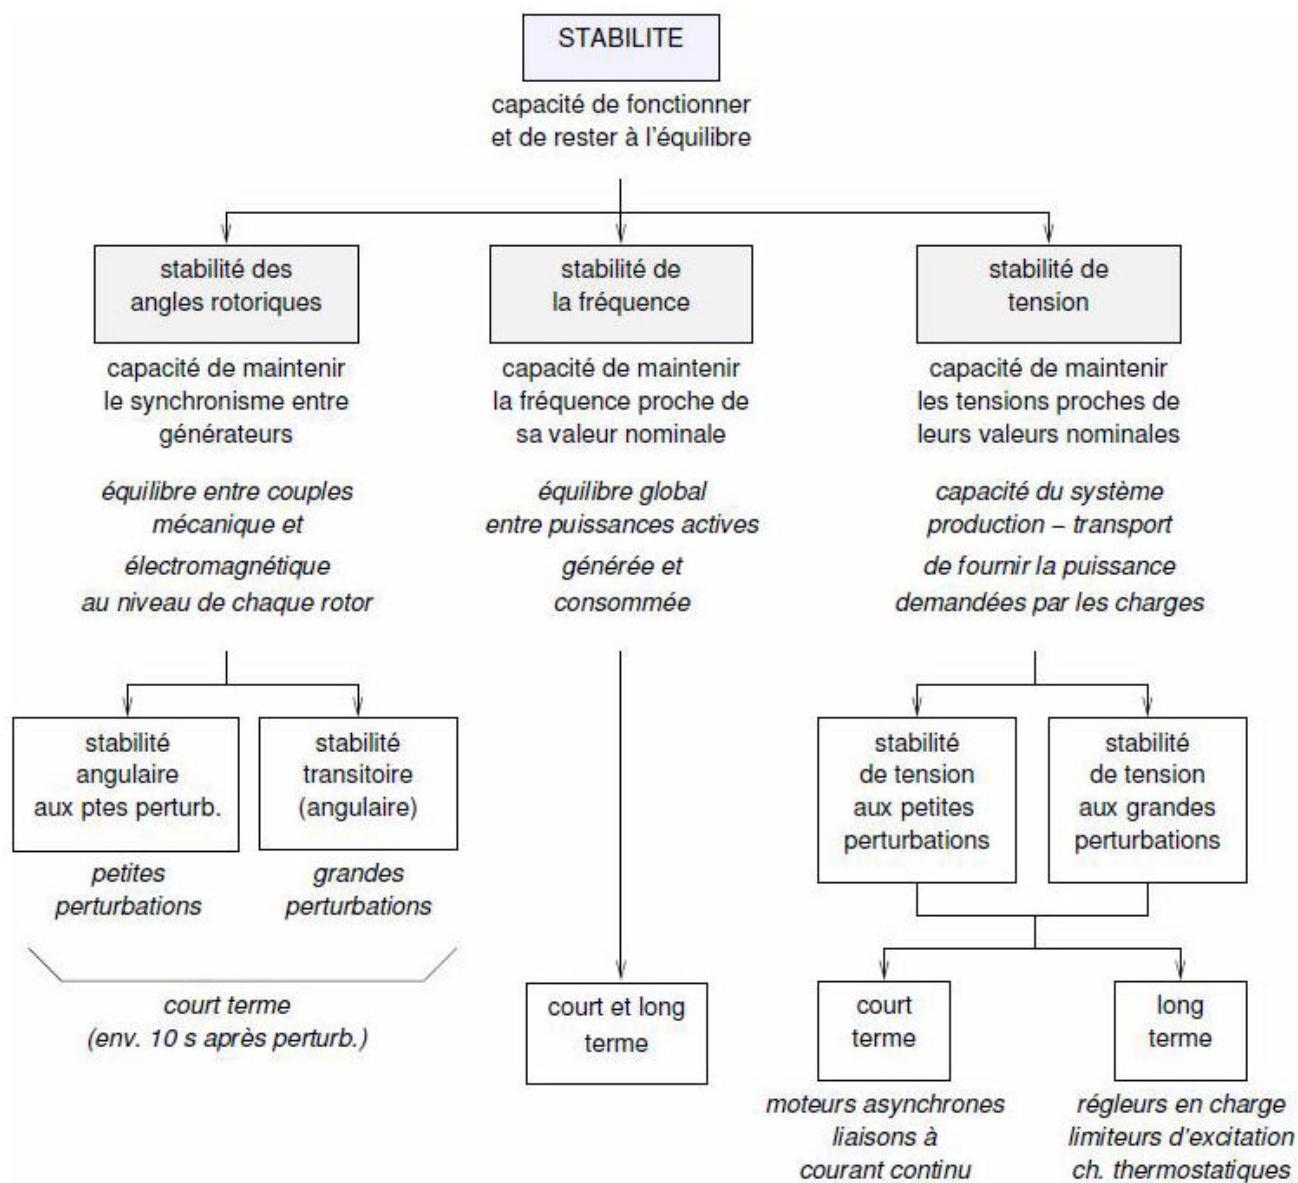 STABILITE
capacité de fonctionner
et de rester à l'équilibre
stabilité des
angles rotoriques
capacité de maintenir
le synchronisme entre
générateurs
équilibre entre couples
mécanique et
électromagnétique
au niveau de chaque rotor
stabilité de
la fréquence
capacité de maintenir
la fréquence proche de
sa valeur nominale
équilibre global
entre puissances actives
générée et
consommée
stabilité de
tension
capacité de maintenir
les tensions proches de
leurs valeurs nominales
capacité du système
production – transport
de fournir la puissance
demandées par les charges
stabilité
angulaire
aux ptes perturb.
petites
perturbations
stabilité
transitoire
(angulaire)
grandes
perturbations
court terme
(env. 10 s après perturb.)
court et long
terme
stabilité
de tension
aux petites
perturbations
stabilité
de tension
aux grandes
perturbations
court
terme
moteurs asynchrones
liaisons à
courant continu
long
terme
régleurs en charge
limiteurs d'excitation
ch. thermostatiques